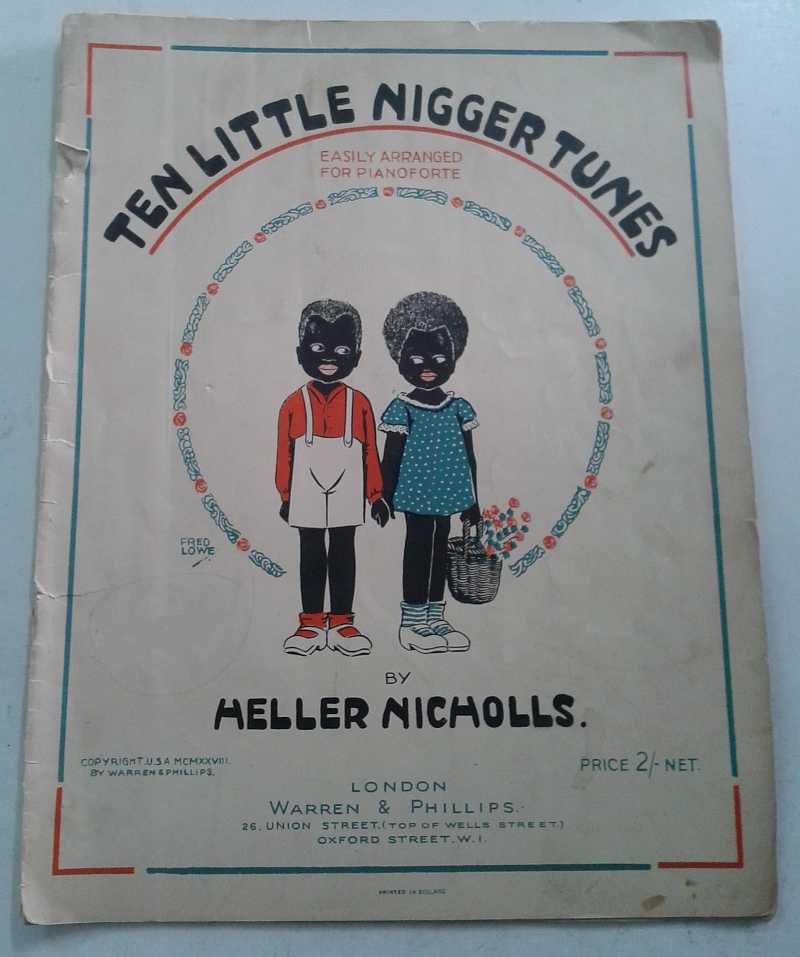 TEN LITTLE NIGGER TUNES
EASILY ARRANGED
FOR PIANOFORTE
FRED
LOWE
BY
HELLER NICHOLLS.
COPYRIGHT. U.S.A MCMXXVIII.
BY WARREN & PHILLIPS.
PRICE 2/- NET.
LONDON
WARREN & PHILLIPS.
26, UNION STREET, (TOP OF WELLS STREET.)
OXFORD STREET. W.1.
PRINTED IN ENGLAND